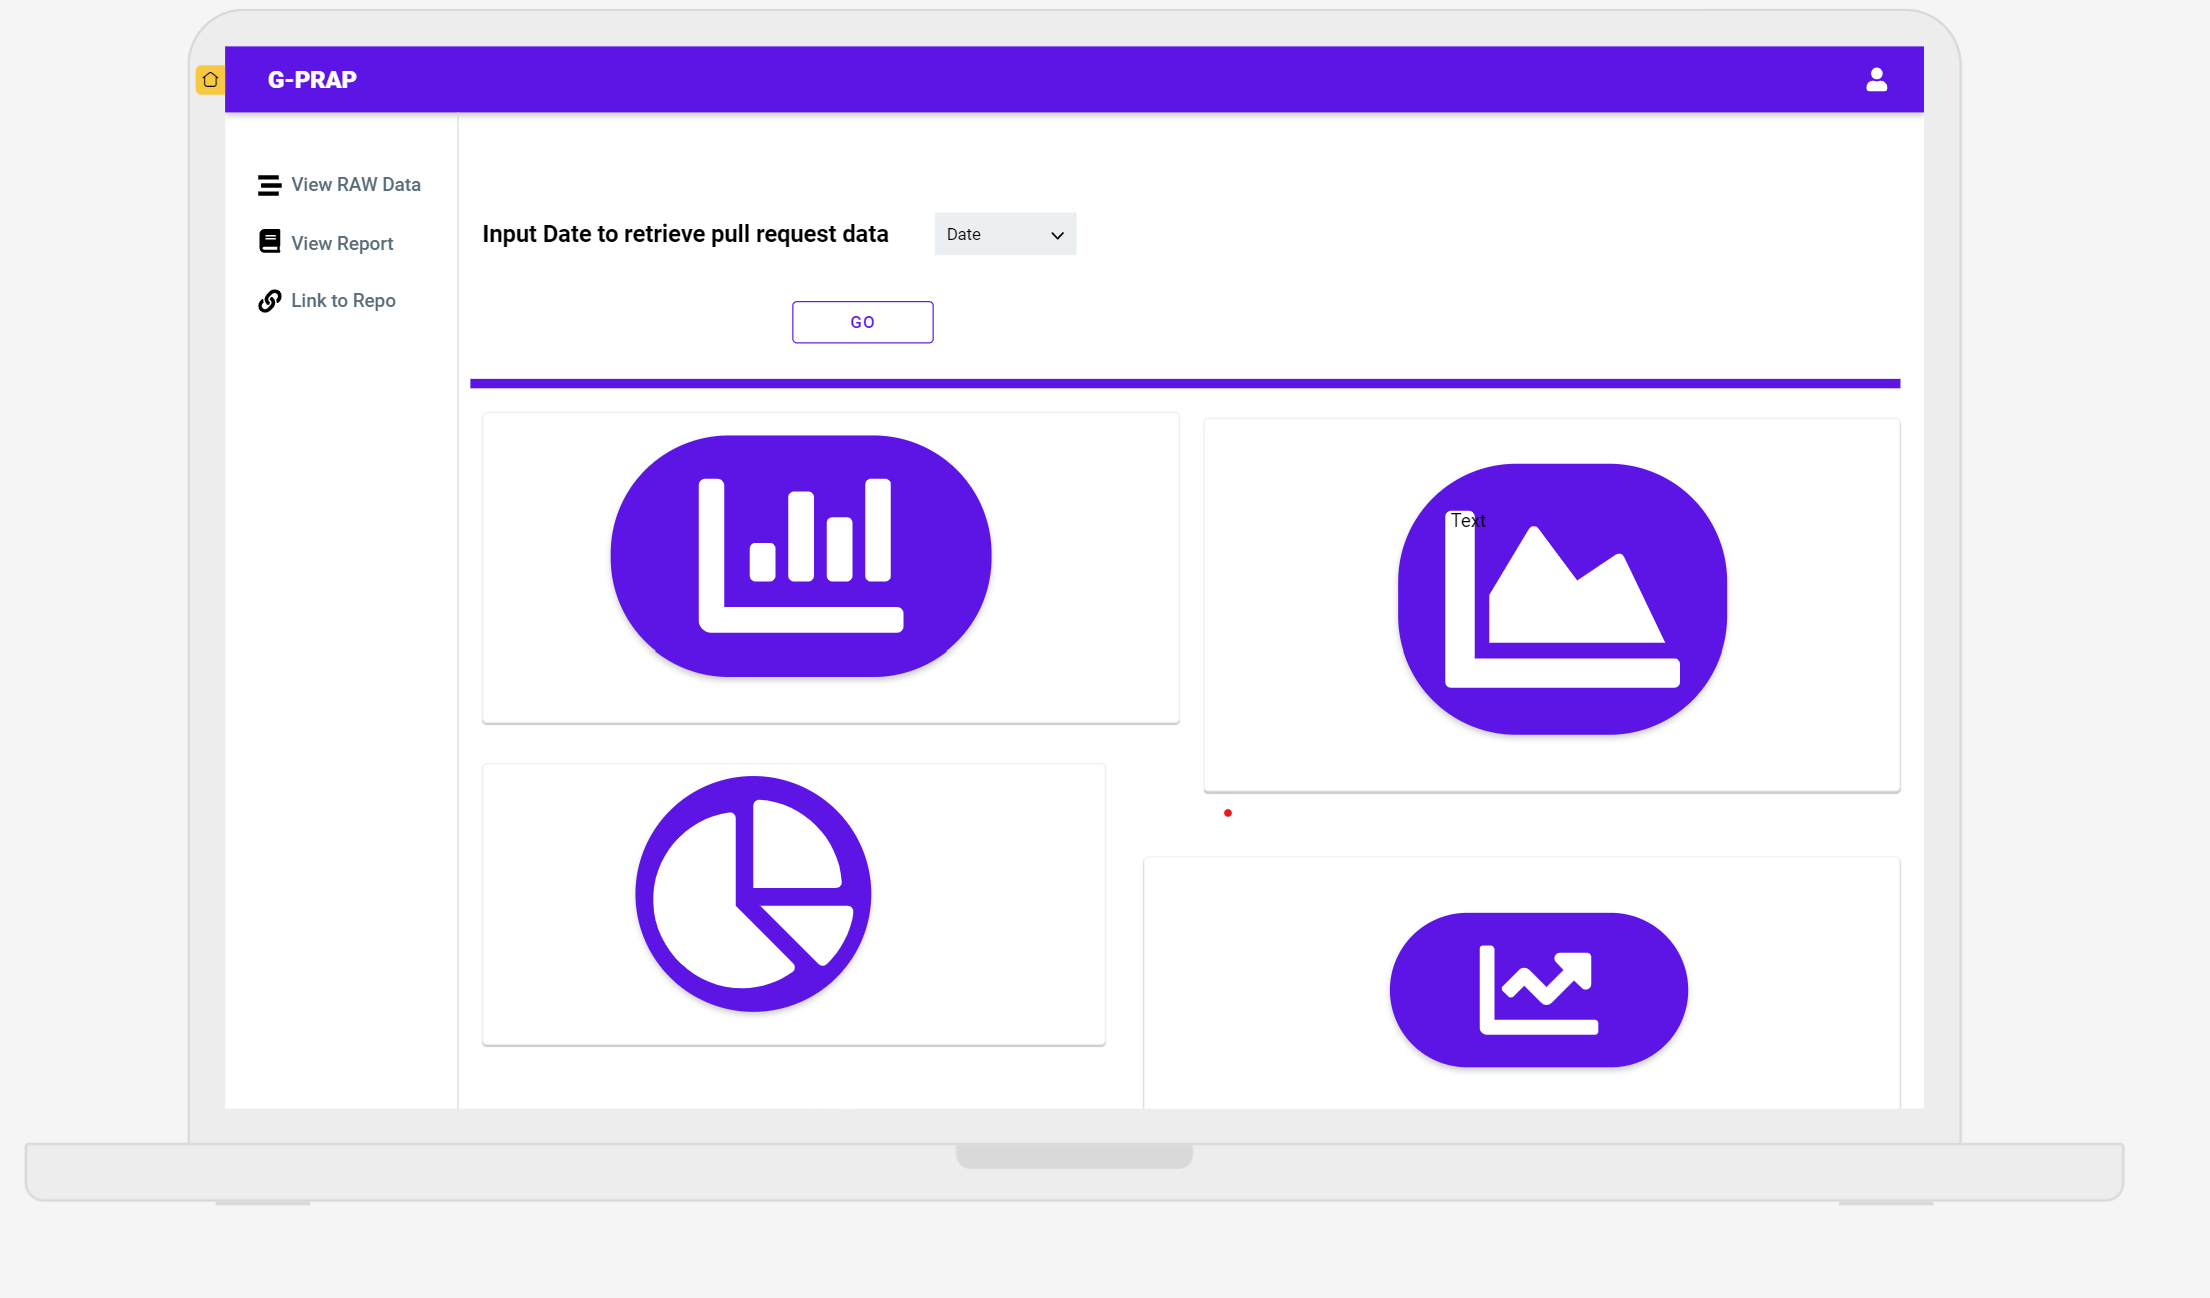 G-PRAP
View RAW Data
View Report
Link to Repo
Input Date to retrieve pull request data
Date
GO
Text